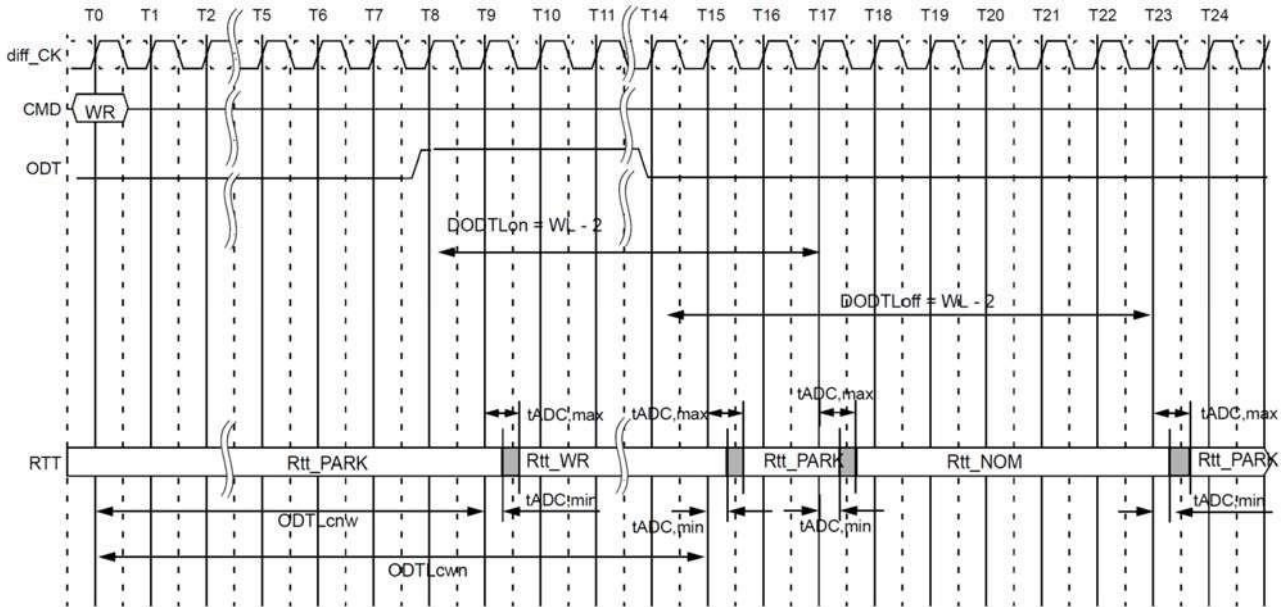 T0 T1 T2 T5 T6 T7 T8 T9 T10 T11 T14 T15 T16 T17 T18 T19 T20 T21 T22 T23 T24
diff_CK
CMD WR
ODT
DODTLon = WL - 2
DODTLoff = WL - 2
tADC,max
tADC,max tADC,max tADC,max
RTT Rtt_PARK Rtt_WR Rtt_PARK Rtt_NOM Rtt_PARK
tADC,min tADC,min
ODTLcnw tADC,min tADC,min
ODTLcwn